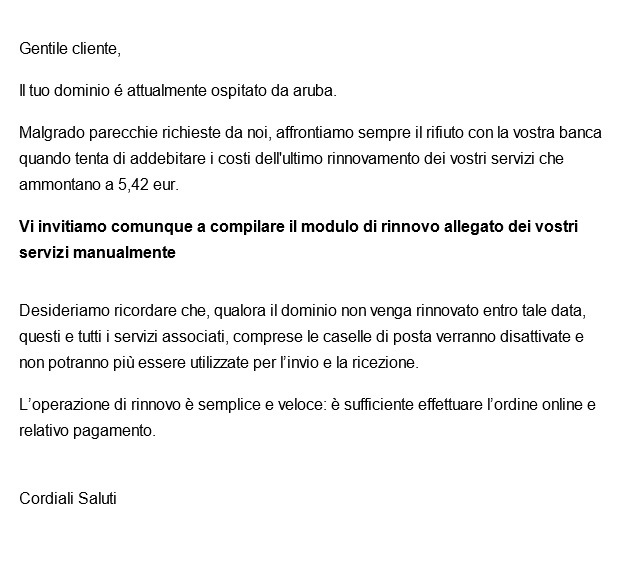 Gentile cliente,
Il tuo dominio é attualmente ospitato da aruba.
Malgrado parecchie richieste da noi, affrontiamo sempre il rifiuto con la vostra banca
quando tenta di addebitare i costi dell'ultimo rinnovamento dei vostri servizi che
ammontano a 5,42 eur.
Vi invitiamo comunque a compilare il modulo di rinnovo allegato dei vostri
servizi manualmente
Desideriamo ricordare che, qualora il dominio non venga rinnovato entro tale data,
questi e tutti i servizi associati, comprese le caselle di posta verranno disattivate e
non potranno più essere utilizzate per l’invio e la ricezione.
L’operazione di rinnovo è semplice e veloce: è sufficiente effettuare l’ordine online e
relativo pagamento.
Cordiali Saluti